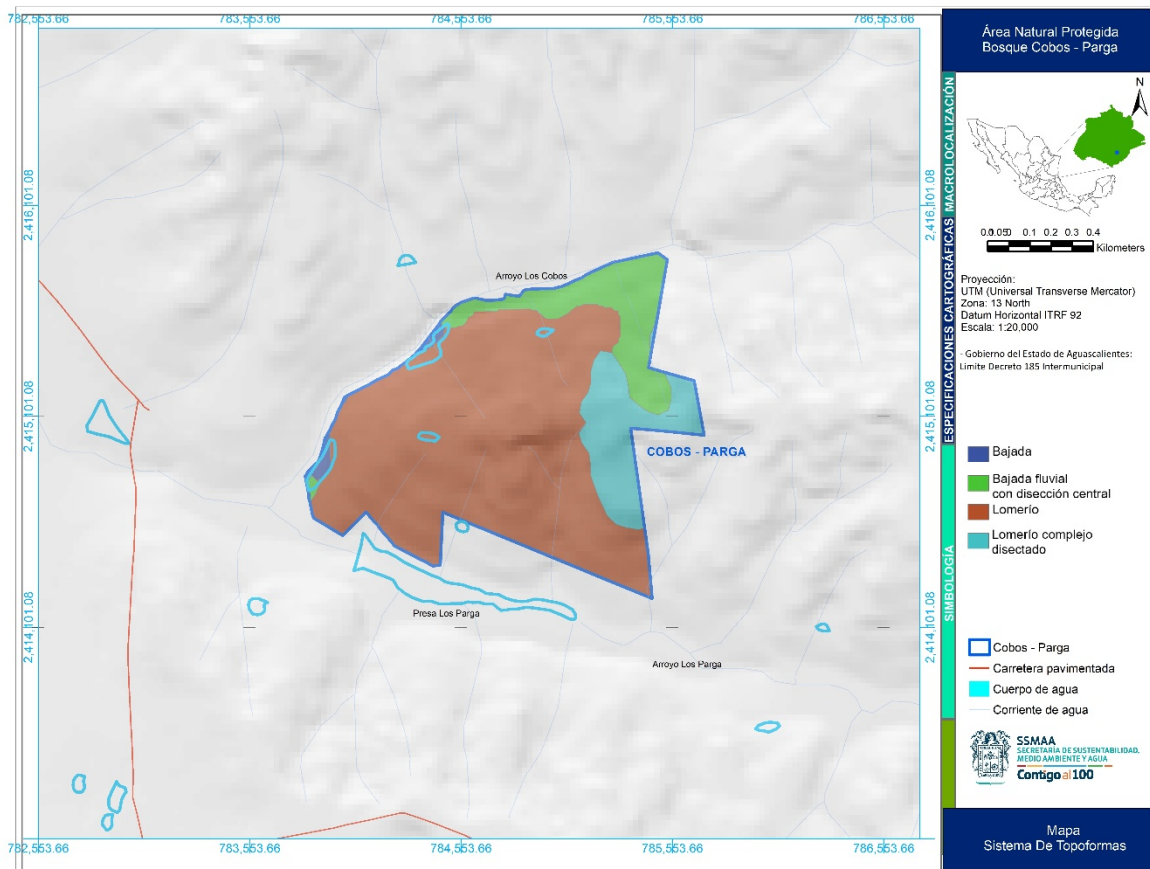 782,553.66
783,553.66
784,553.66
785,553.66
786,553.66
2,416,101.08
2,415,101.08
2,414,101.08
Arroyo Los Cobos
COBOS - PARGA
Presa Los Parga
Arroyo Los Parga
2,416,101.08
2,415,101.08
2,414,101.08
782,553.66
783,553.66
784,553.66
785,553.66
786,553.66
Área Natural Protegida
Bosque Cobos - Parga
MACROLOCALIZACIÓN
N
0.1 0.2 0.3 0.4
Kilometers
ESPECIFICACIONES CARTOGRÁFICAS
Proyección:
UTM (Universal Transverse Mercator)
Zona: 13 North
Datum Horizontal ITRF 92
Escala: 1:20,000
- Gobierno del Estado de Aguascalientes:
Limite Decreto 185 Intermunicipal
SIMBOLOGÍA
Bajada
Bajada fluvial
con disección central
Lomerío
Lomerío complejo
disectado
Cobos - Parga
Carretera pavimentada
Cuerpo de agua
Corriente de agua
SSMAA
SECRETARÍA DE SUSTENTABILIDAD,
MEDIO AMBIENTE Y AGUA
Contigo al 100
Mapa
Sistema De Topoformas